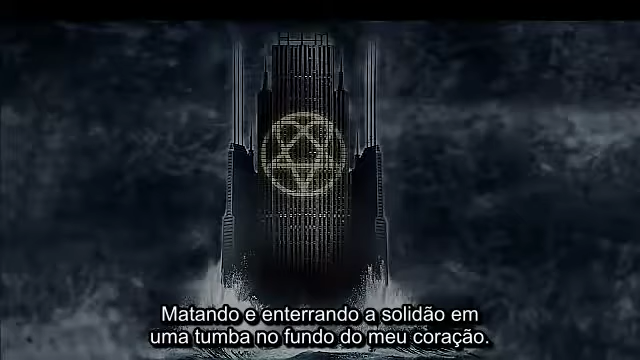 Matando e enterrando a solidão em
uma tumba no fundo do meu coração.